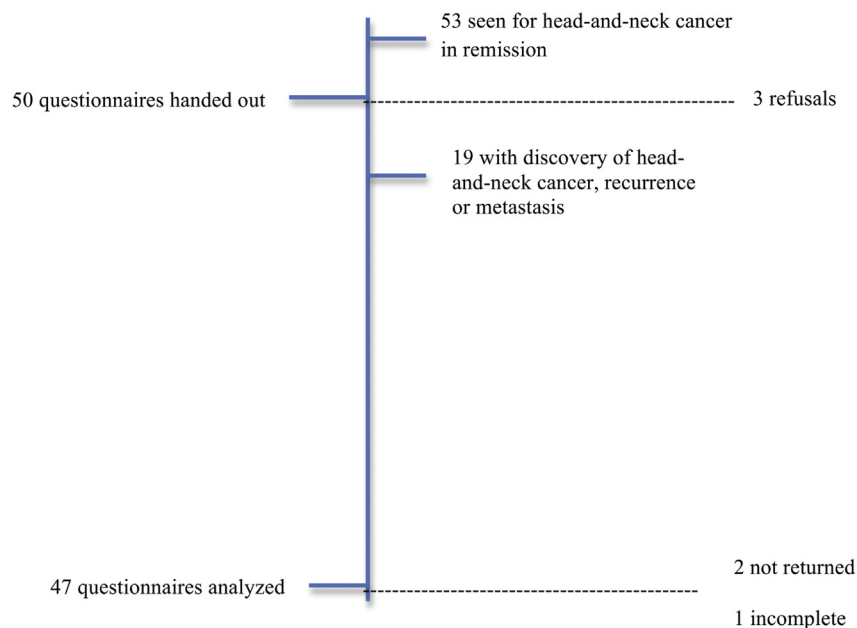 53 seen for head-and-neck cancer
in remission
50 questionnaires handed out
3 refusals
19 with discovery of head-
and-neck cancer, recurrence
or metastasis
47 questionnaires analyzed
2 not returned
1 incomplete